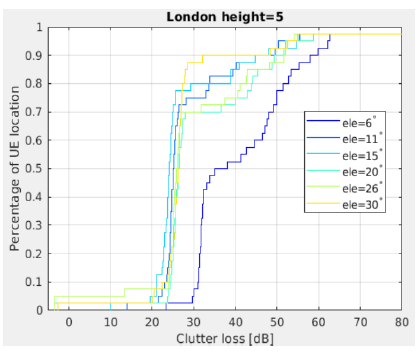 London height=5
Percentage of UE location
1
0.9
0.8
0.7
0.6
0.5
0.4
0.3
0.2
0.1
0
ele=6°
ele=11°
ele=15°
ele=20°
ele=26°
ele=30°
0 10 20 30 40 50 60 70 80
Clutter loss [dB]